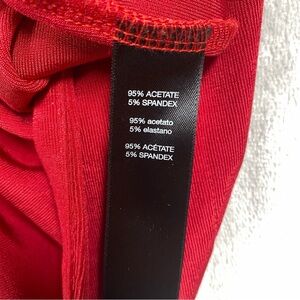 95% ACETATE
5% SPANDEX
95% acetato
5% elastano
95% ACÉTATE
5% SPANDEX